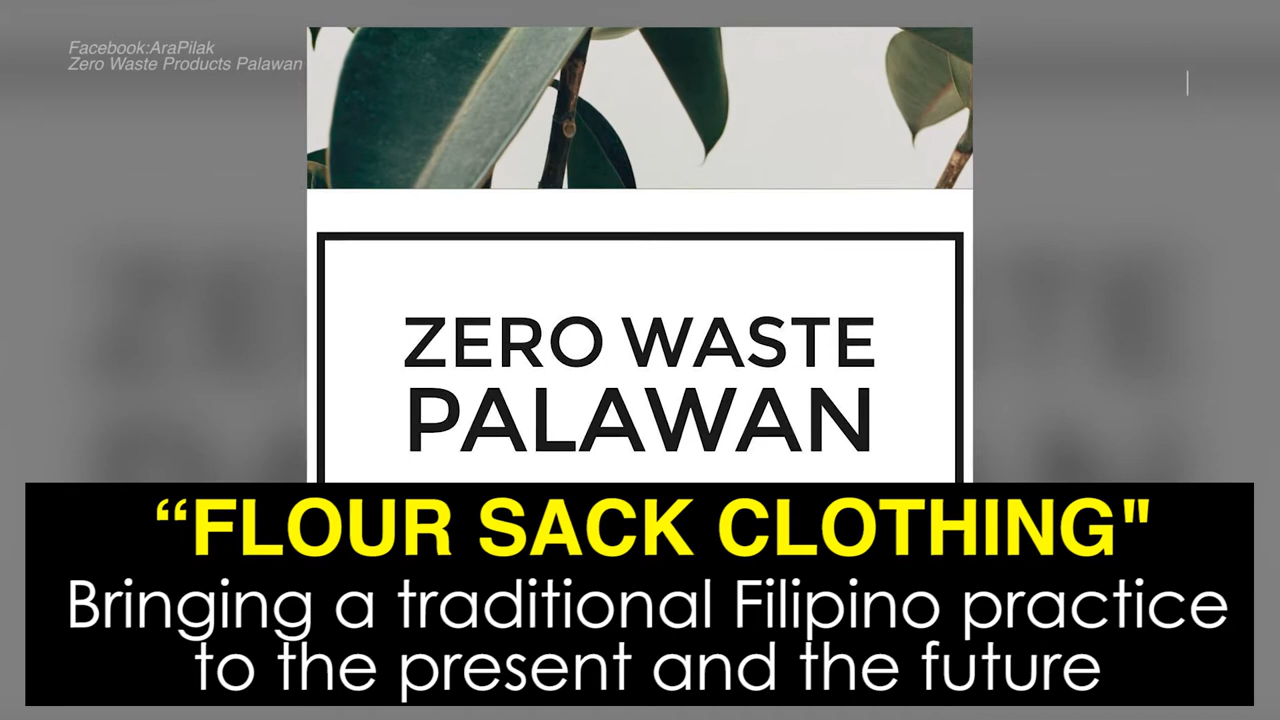 Facebook:AraPilak
Zero Waste Products Palawan
ZERO WASTE
PALAWAN
“FLOUR SACK CLOTHING"
Bringing a traditional Filipino practice
to the present and the future